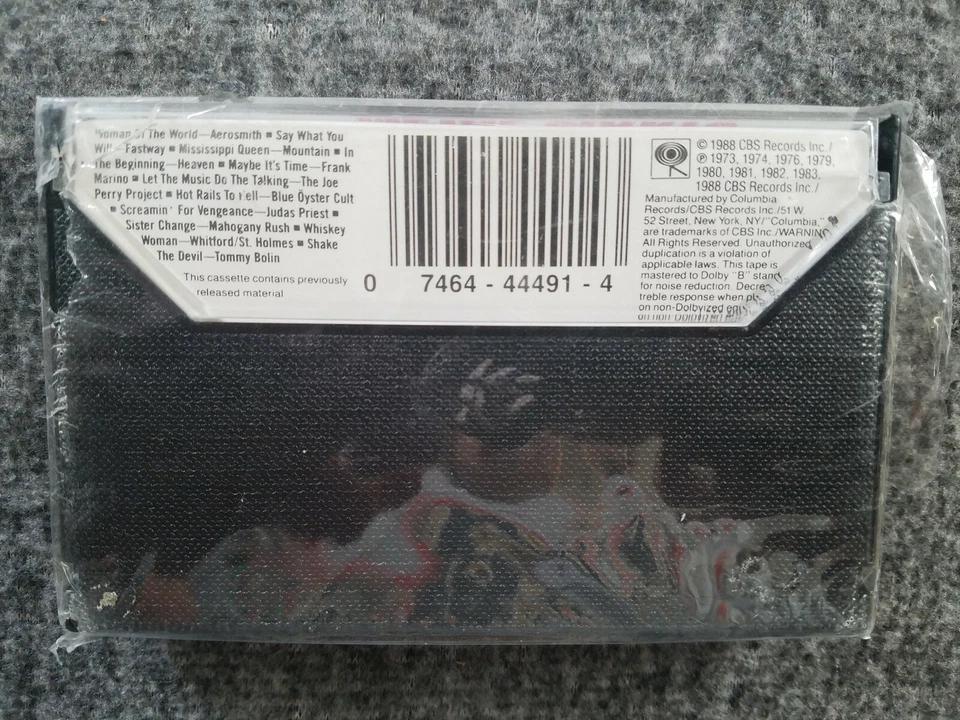 Woman Of The World—Aerosmith ■ Say What You
Will—Fastway ■ Mississippi Queen—Mountain ■ In
The Beginning—Heaven ■ Maybe It's Time—Frank
Marino ■ Let The Music Do The Talking—The Joe
Perry Project ■ Hot Rails To Hell—Blue Öyster Cult
■ Screamin' For Vengeance—Judas Priest ■
Sister Change—Mahogany Rush ■ Whiskey
Woman—Whitford/St. Holmes ■ Shake
The Devil—Tommy Bolin
This cassette contains previously
released material
0 7464 - 44491 - 4
© 1988 CBS Records Inc./
℗ 1973, 1974, 1976, 1979,
1980, 1981, 1982, 1983,
1988 CBS Records Inc./
Manufactured by Columbia
Records/CBS Records Inc./51 W.
52 Street, New York, NY/"Columbia,"
are trademarks of CBS Inc./WARNING
All Rights Reserved. Unauthorized
duplication is a violation of
applicable laws. This tape is
mastered to Dolby "B" stand
for noise reduction. Decre
treble response when pl
on non-Dolbyized